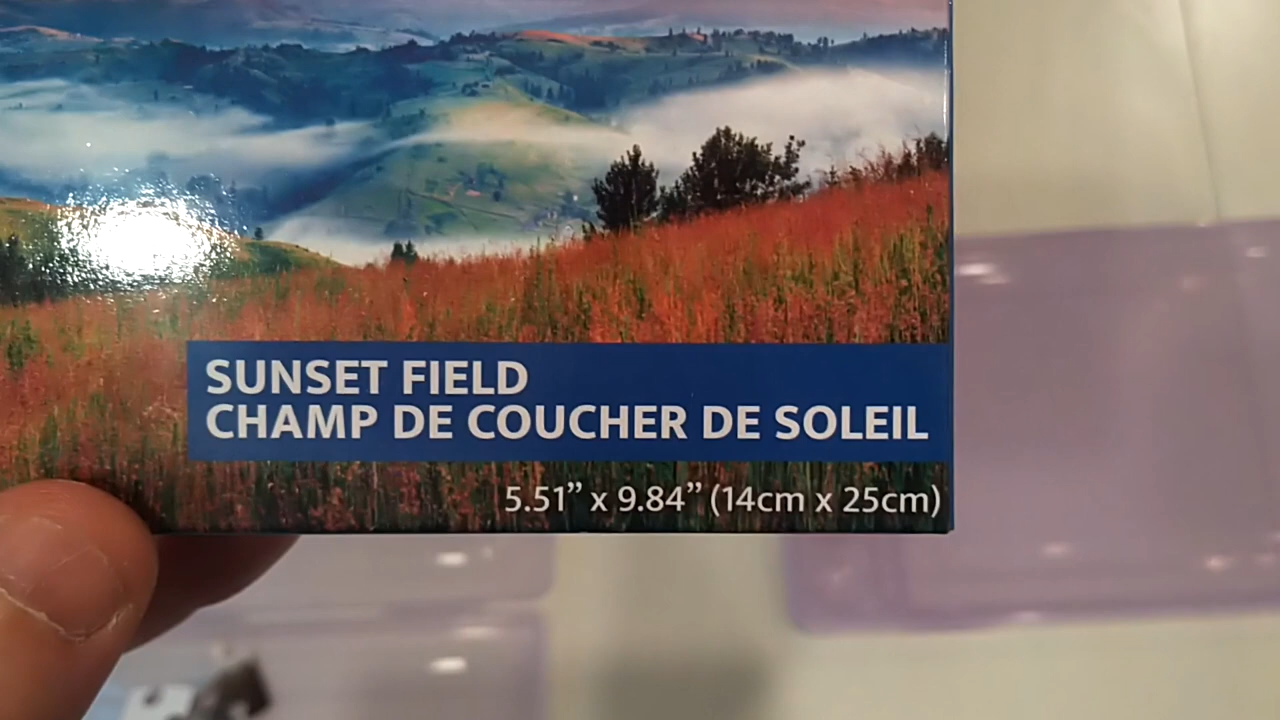 SUNSET FIELD
CHAMP DE COUCHER DE SOLEIL
5.51” x 9.84” (14cm x 25cm)